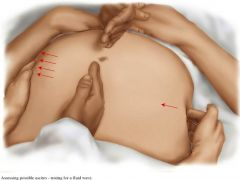 Assessing possible ascites - testing for a fluid wave